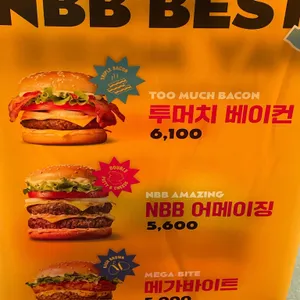 NBB BEST
TOO MUCH BACON
투머치 베이컨
6,100
NBB AMAZING
NBB 어메이징
5,600
MEGA BITE
메가바이트